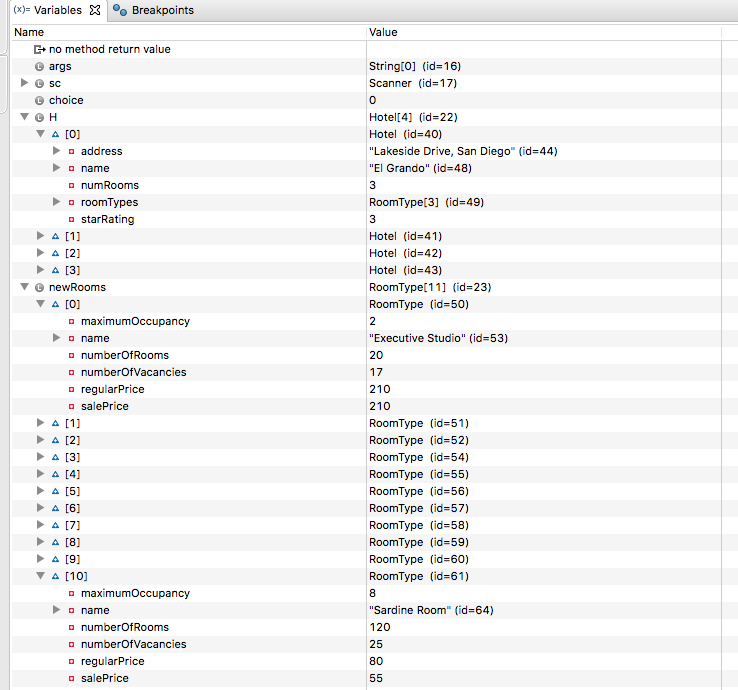 (x)= Variables Breakpoints
Name Value
no method return value
args String[0] (id=16)
sc Scanner (id=17)
choice 0
H Hotel[4] (id=22)
[0] Hotel (id=40)
address "Lakeside Drive, San Diego" (id=44)
name "El Grando" (id=48)
numRooms 3
roomTypes RoomType[3] (id=49)
starRating 3
[1] Hotel (id=41)
[2] Hotel (id=42)
[3] Hotel (id=43)
newRooms RoomType[11] (id=23)
[0] RoomType (id=50)
maximumOccupancy 2
name "Executive Studio" (id=53)
numberOfRooms 20
numberOfVacancies 17
regularPrice 210
salePrice 210
[1] RoomType (id=51)
[2] RoomType (id=52)
[3] RoomType (id=54)
[4] RoomType (id=55)
[5] RoomType (id=56)
[6] RoomType (id=57)
[7] RoomType (id=58)
[8] RoomType (id=59)
[9] RoomType (id=60)
[10] RoomType (id=61)
maximumOccupancy 8
name "Sardine Room" (id=64)
numberOfRooms 120
numberOfVacancies 25
regularPrice 80
salePrice 55